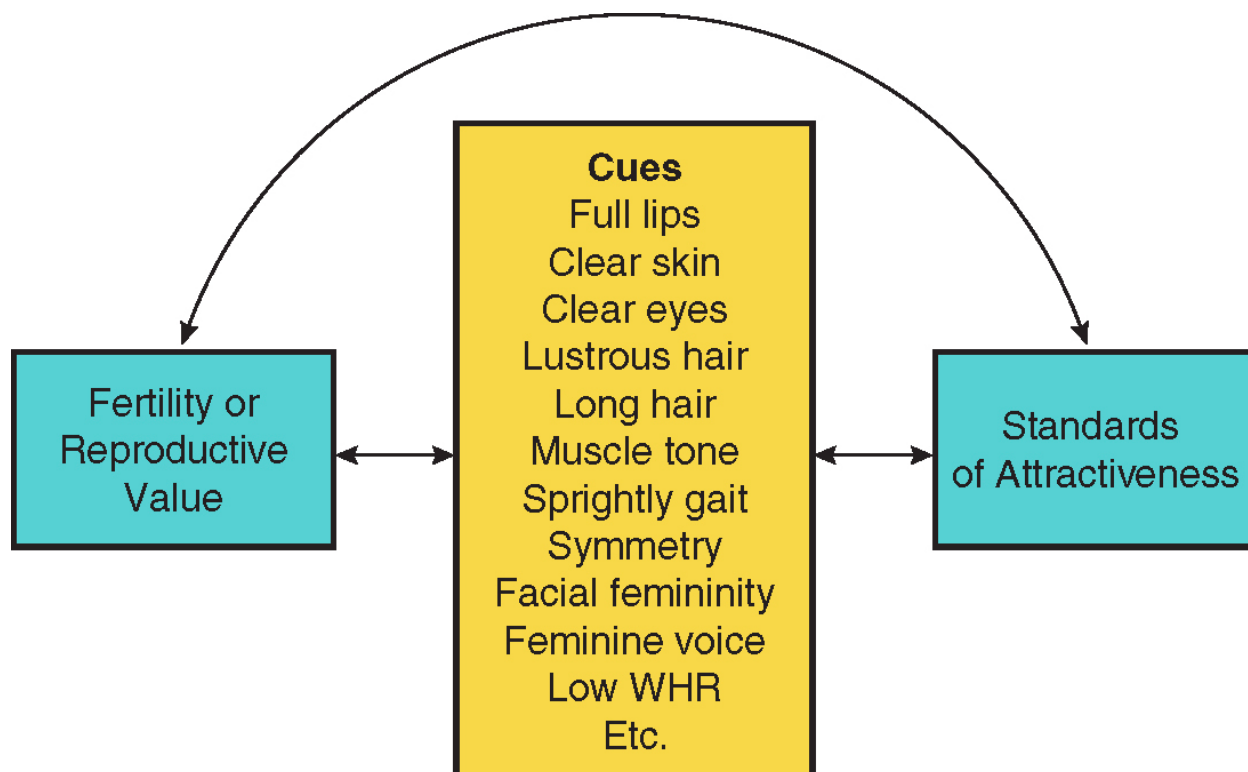 Fertility or
Reproductive
Value
Cues
Full lips
Clear skin
Clear eyes
Lustrous hair
Long hair
Muscle tone
Sprightly gait
Symmetry
Facial femininity
Feminine voice
Low WHR
Etc.
Standards
of Attractiveness